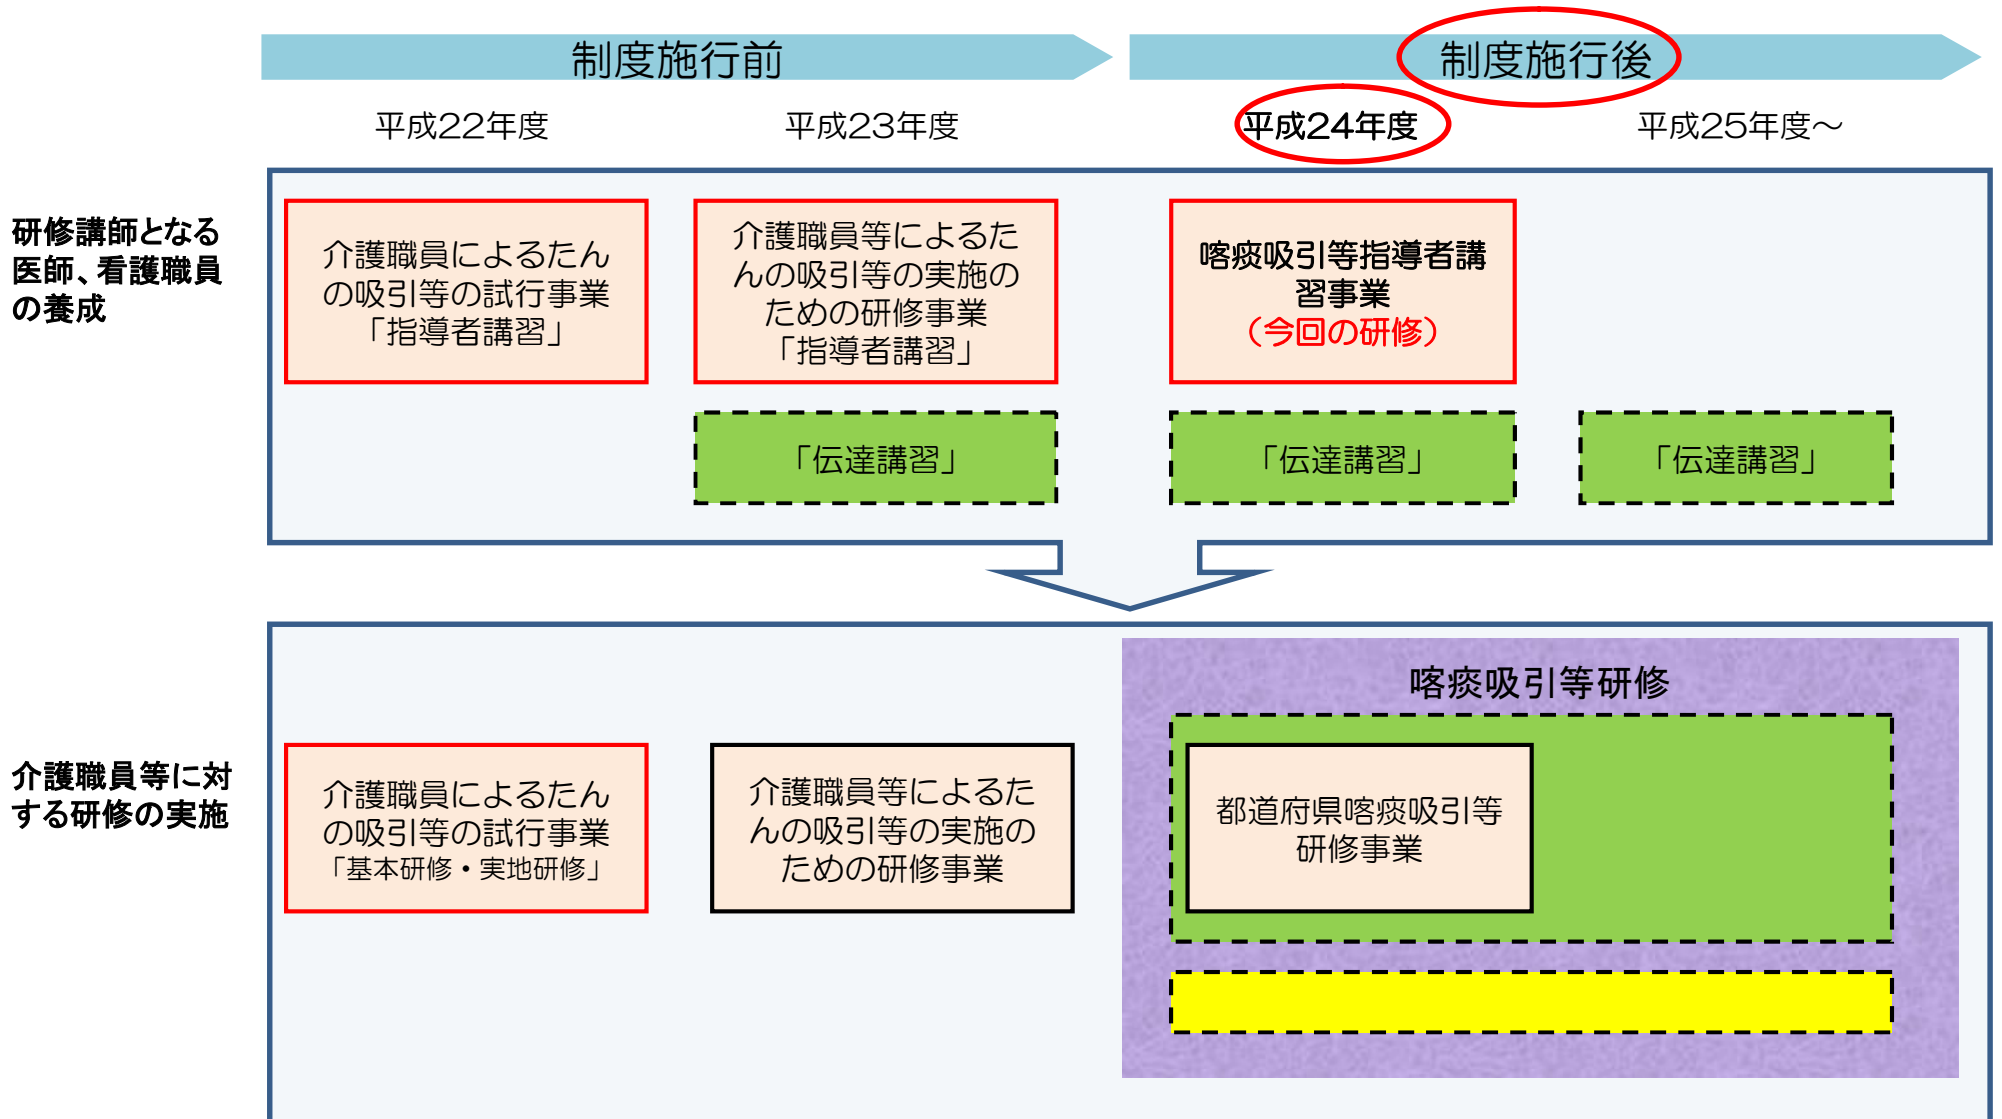 制度施行前
制度施行後
平成22年度
平成23年度
平成24年度
平成25年度～
研修講師となる
医師、看護職員
の養成
介護職員によるたん
の吸引等の試行事業
「指導者講習」
介護職員等によるた
んの吸引等の実施の
ための研修事業
「指導者講習」
喀痰吸引等指導者講
習事業
（今回の研修）
「伝達講習」
「伝達講習」
「伝達講習」
介護職員等に対
する研修の実施
介護職員によるたん
の吸引等の試行事業
「基本研修・実地研修」
介護職員等によるた
んの吸引等の実施の
ための研修事業
喀痰吸引等研修
都道府県喀痰吸引等
研修事業